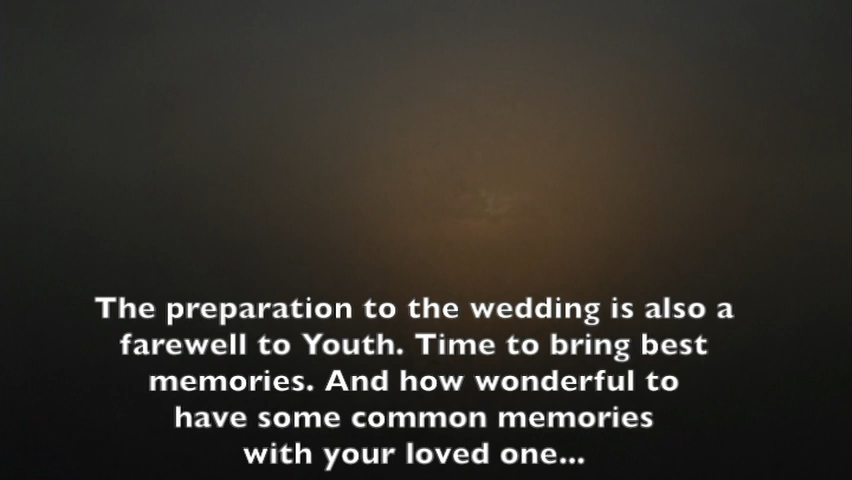 The preparation to the wedding is also a
farewell to Youth. Time to bring best
memories. And how wonderful to
have some common memories
with your loved one...